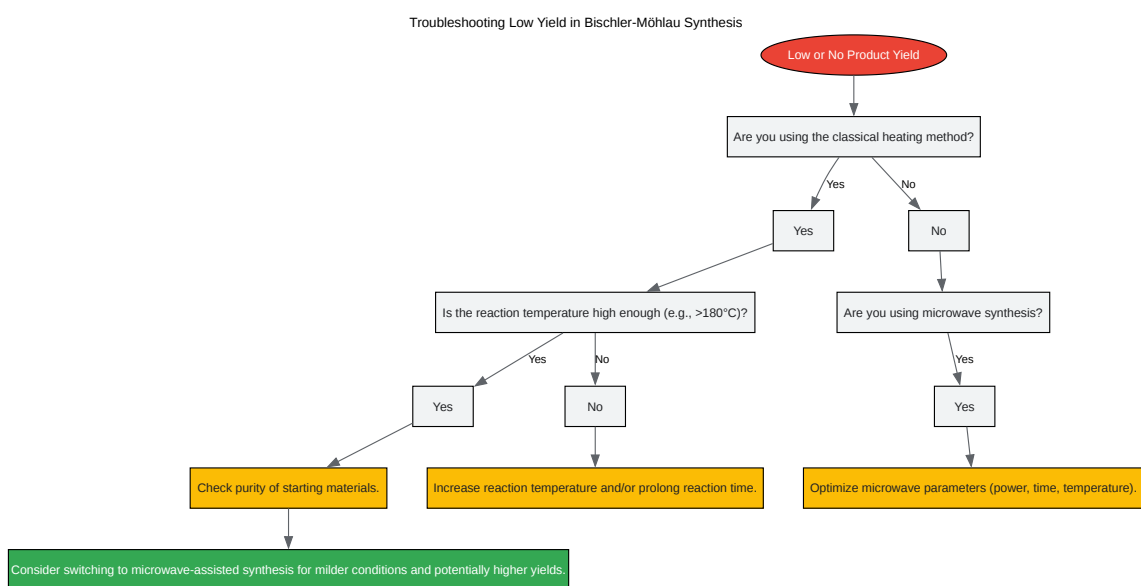 Troubleshooting Low Yield in Bischler-Möhlau Synthesis
Low or No Product Yield
Are you using the classical heating method?
Yes
No
Yes
No
Is the reaction temperature high enough (e.g., >180°C)?
Are you using microwave synthesis?
Yes
No
Yes
Yes
No
Yes
Check purity of starting materials.
Increase reaction temperature and/or prolong reaction time.
Optimize microwave parameters (power, time, temperature).
Consider switching to microwave-assisted synthesis for milder conditions and potentially higher yields.